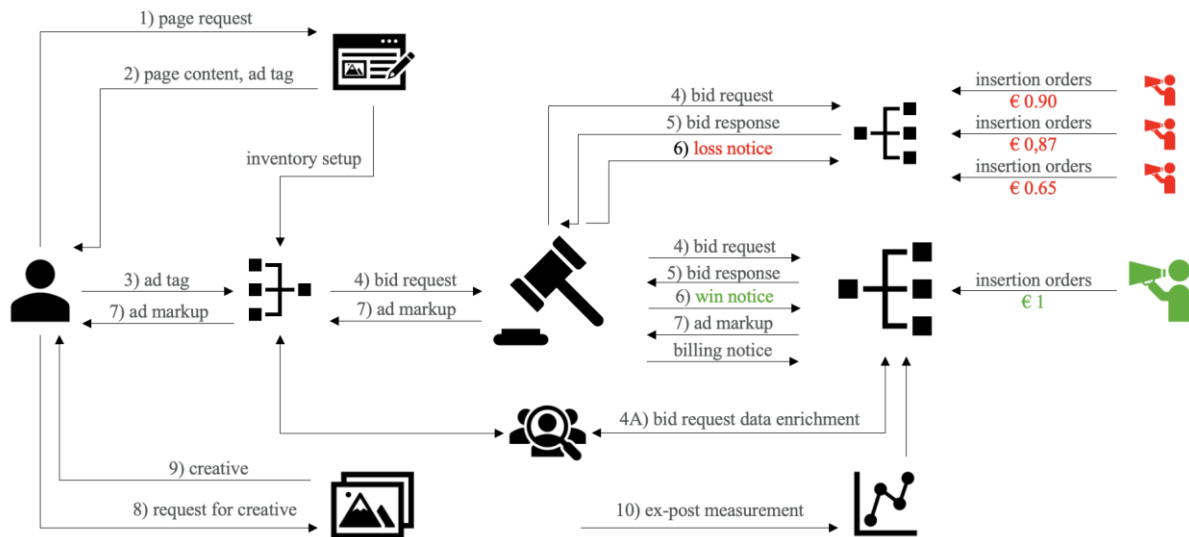 1) page request
2) page content, ad tag
inventory setup
4) bid request
5) bid response
6) loss notice
insertion orders
€ 0.90
insertion orders
€ 0,87
insertion orders
€ 0.65
3) ad tag
7) ad markup
4) bid request
7) ad markup
4) bid request
5) bid response
6) win notice
7) ad markup
billing notice
insertion orders
€ 1
4A) bid request data enrichment
9) creative
8) request for creative
10) ex-post measurement